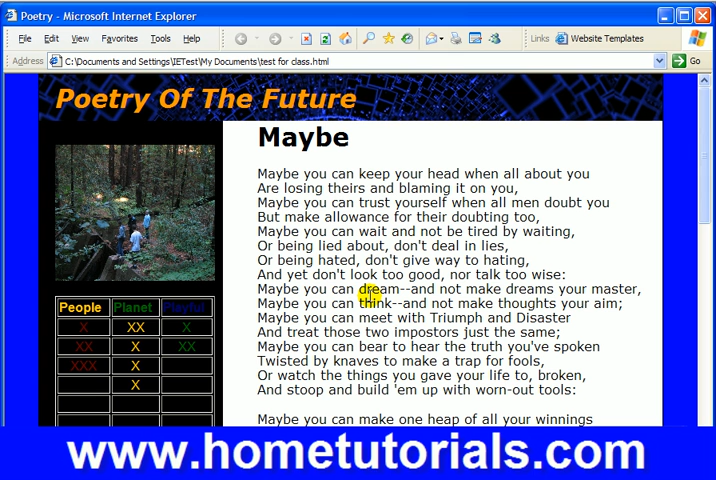 Poetry - Microsoft Internet Explorer
File Edit View Favorites Tools Help Links Website Templates
Address C:\Documents and Settings\IETest\My Documents\test for class.html Go
Poetry Of The Future
Maybe
Maybe you can keep your head when all about you
Are losing theirs and blaming it on you,
Maybe you can trust yourself when all men doubt you
But make allowance for their doubting too,
Maybe you can wait and not be tired by waiting,
Or being lied about, don't deal in lies,
Or being hated, don't give way to hating,
And yet don't look too good, nor talk too wise:
Maybe you can dream--and not make dreams your master,
Maybe you can think--and not make thoughts your aim;
Maybe you can meet with Triumph and Disaster
And treat those two impostors just the same;
Maybe you can bear to hear the truth you've spoken
Twisted by knaves to make a trap for fools,
Or watch the things you gave your life to, broken,
And stoop and build 'em up with worn-out tools:
Maybe you can make one heap of all your winnings
People Planet Playful
X XX X
XX X XX
XXX X
X
www.hometutorials.com